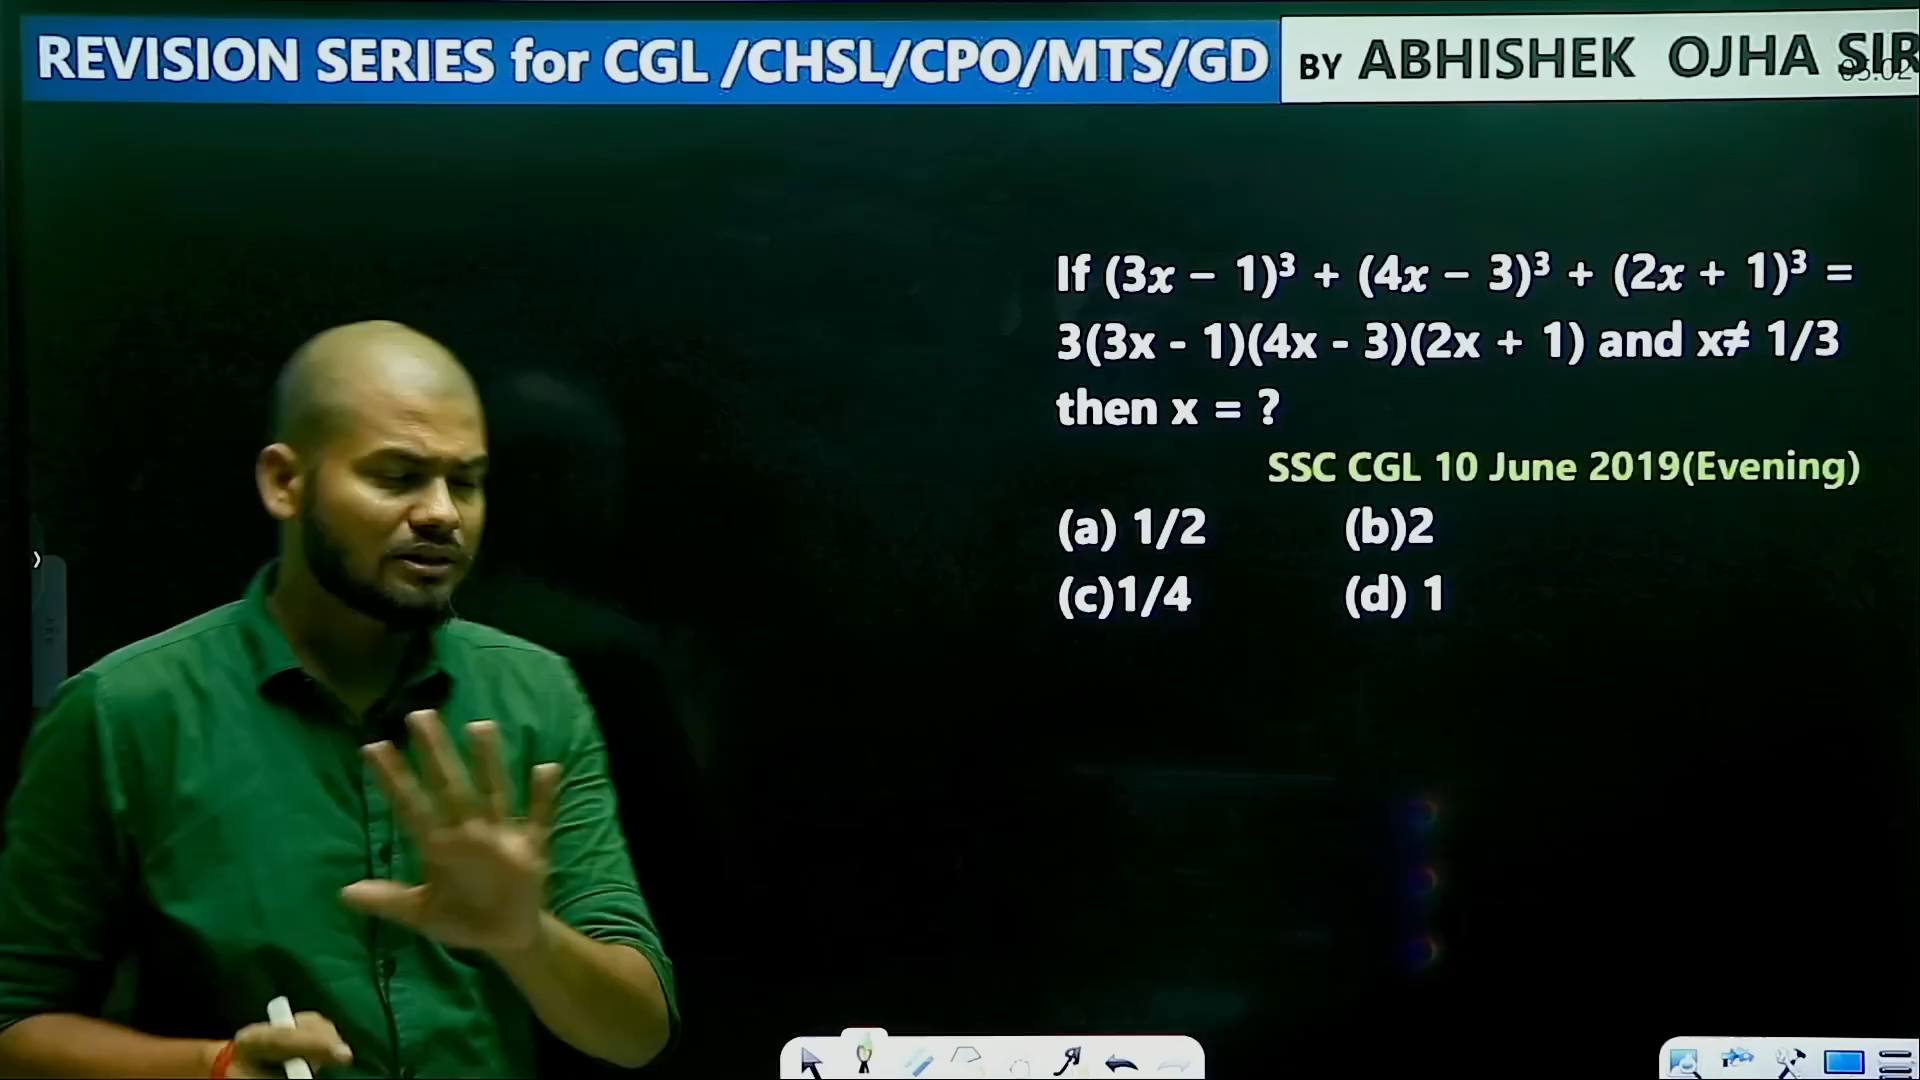 REVISION SERIES for CGL /CHSL/CPO/MTS/GD BY ABHISHEK OJHA SIR
05:02
If (3x − 1)³ + (4x − 3)³ + (2x + 1)³ =
3(3x - 1)(4x - 3)(2x + 1) and x≠ 1/3
then x = ?
SSC CGL 10 June 2019(Evening)
(a) 1/2 (b)2
(c)1/4 (d) 1